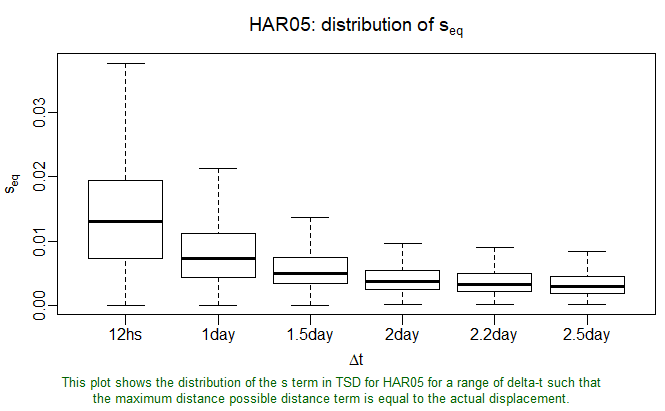 HAR05: distribution of seq
0.03
0.02
0.01
0.00
seq
12hs 1day 1.5day 2day 2.2day 2.5day
Δt
This plot shows the distribution of the s term in TSD for HAR05 for a range of delta-t such that
the maximum distance possible distance term is equal to the actual displacement.